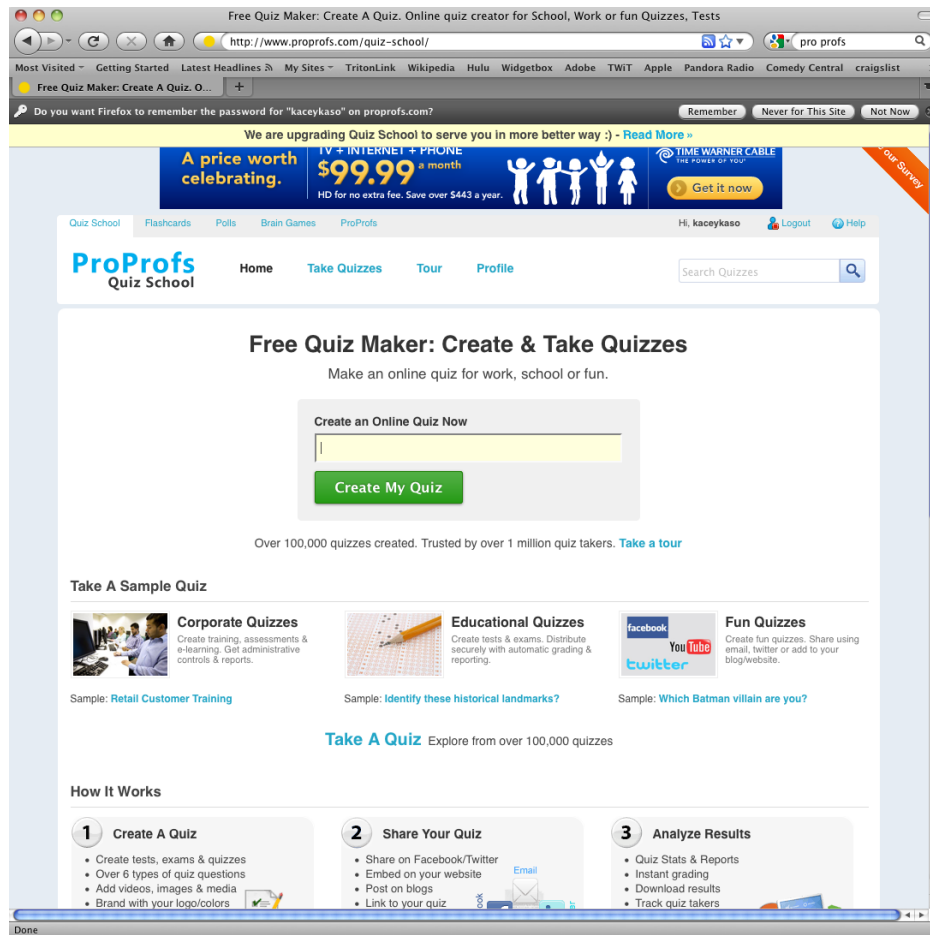 Free Quiz Maker: Create A Quiz. Online quiz creator for School, Work or fun Quizzes, Tests
http://www.proprofs.com/quiz-school/
pro profs
Most Visited Getting Started Latest Headlines My Sites TritonLink Wikipedia Hulu Widgetbox Adobe TWiT Apple Pandora Radio Comedy Central craigslist
Free Quiz Maker: Create A Quiz. O... +
Do you want Firefox to remember the password for "kaceykaso" on proprofs.com? Remember Never for This Site Not Now
We are upgrading Quiz School to serve you in more better way :) - Read More »
A price worth
celebrating.
TV + INTERNET + PHONE
$99.99 a month
HD for no extra fee. Save over $443 a year.
TIME WARNER CABLE
THE POWER OF YOU
Get it now
our Survey
Quiz School Flashcards Polls Brain Games ProProfs Hi, kaceykaso Logout Help
ProProfs
Quiz School
Home Take Quizzes Tour Profile
Search Quizzes
Free Quiz Maker: Create & Take Quizzes
Make an online quiz for work, school or fun.
Create an Online Quiz Now
Create My Quiz
Over 100,000 quizzes created. Trusted by over 1 million quiz takers. Take a tour
Take A Sample Quiz
Corporate Quizzes
Create training, assessments &
e-learning. Get administrative
controls & reports.
Sample: Retail Customer Training
Educational Quizzes
Create tests & exams. Distribute
securely with automatic grading &
reporting.
Sample: Identify these historical landmarks?
facebook
YouTube
twitter
Fun Quizzes
Create fun quizzes. Share using
email, twitter or add to your
blog/website.
Sample: Which Batman villain are you?
Take A Quiz Explore from over 100,000 quizzes
How It Works
1 Create A Quiz
• Create tests, exams & quizzes
• Over 6 types of quiz questions
• Add videos, images & media
• Brand with your logo/colors
2 Share Your Quiz
• Share on Facebook/Twitter
• Embed on your website
• Post on blogs
• Link to your quiz
Email
3 Analyze Results
• Quiz Stats & Reports
• Instant grading
• Download results
• Track quiz takers
Done